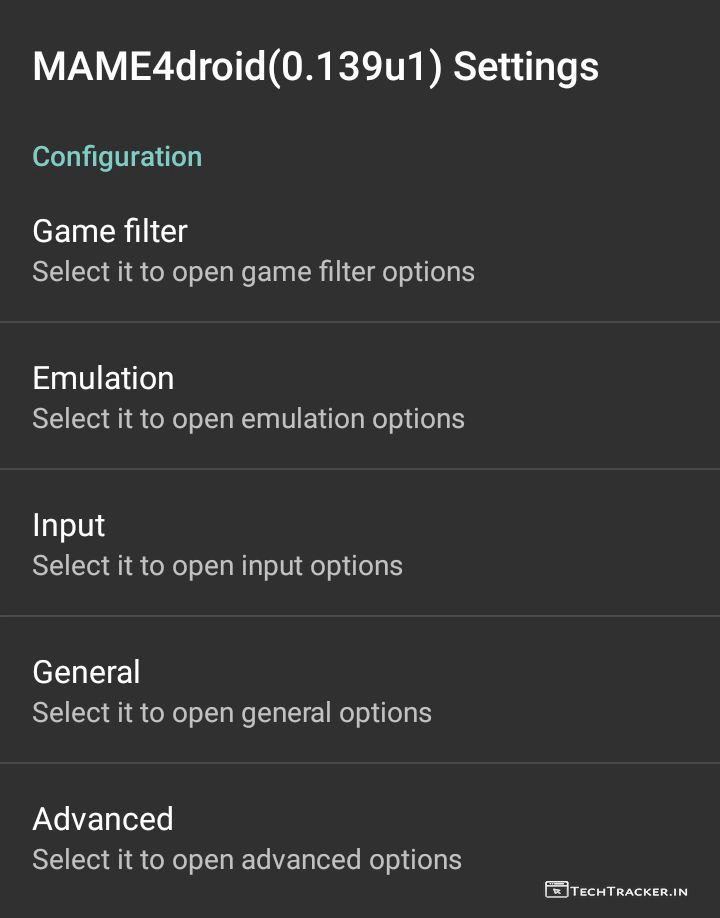 MAME4droid(0.139u1) Settings
Configuration
Game filter
Select it to open game filter options
Emulation
Select it to open emulation options
Input
Select it to open input options
General
Select it to open general options
Advanced
Select it to open advanced options
TECHTRACKER.IN